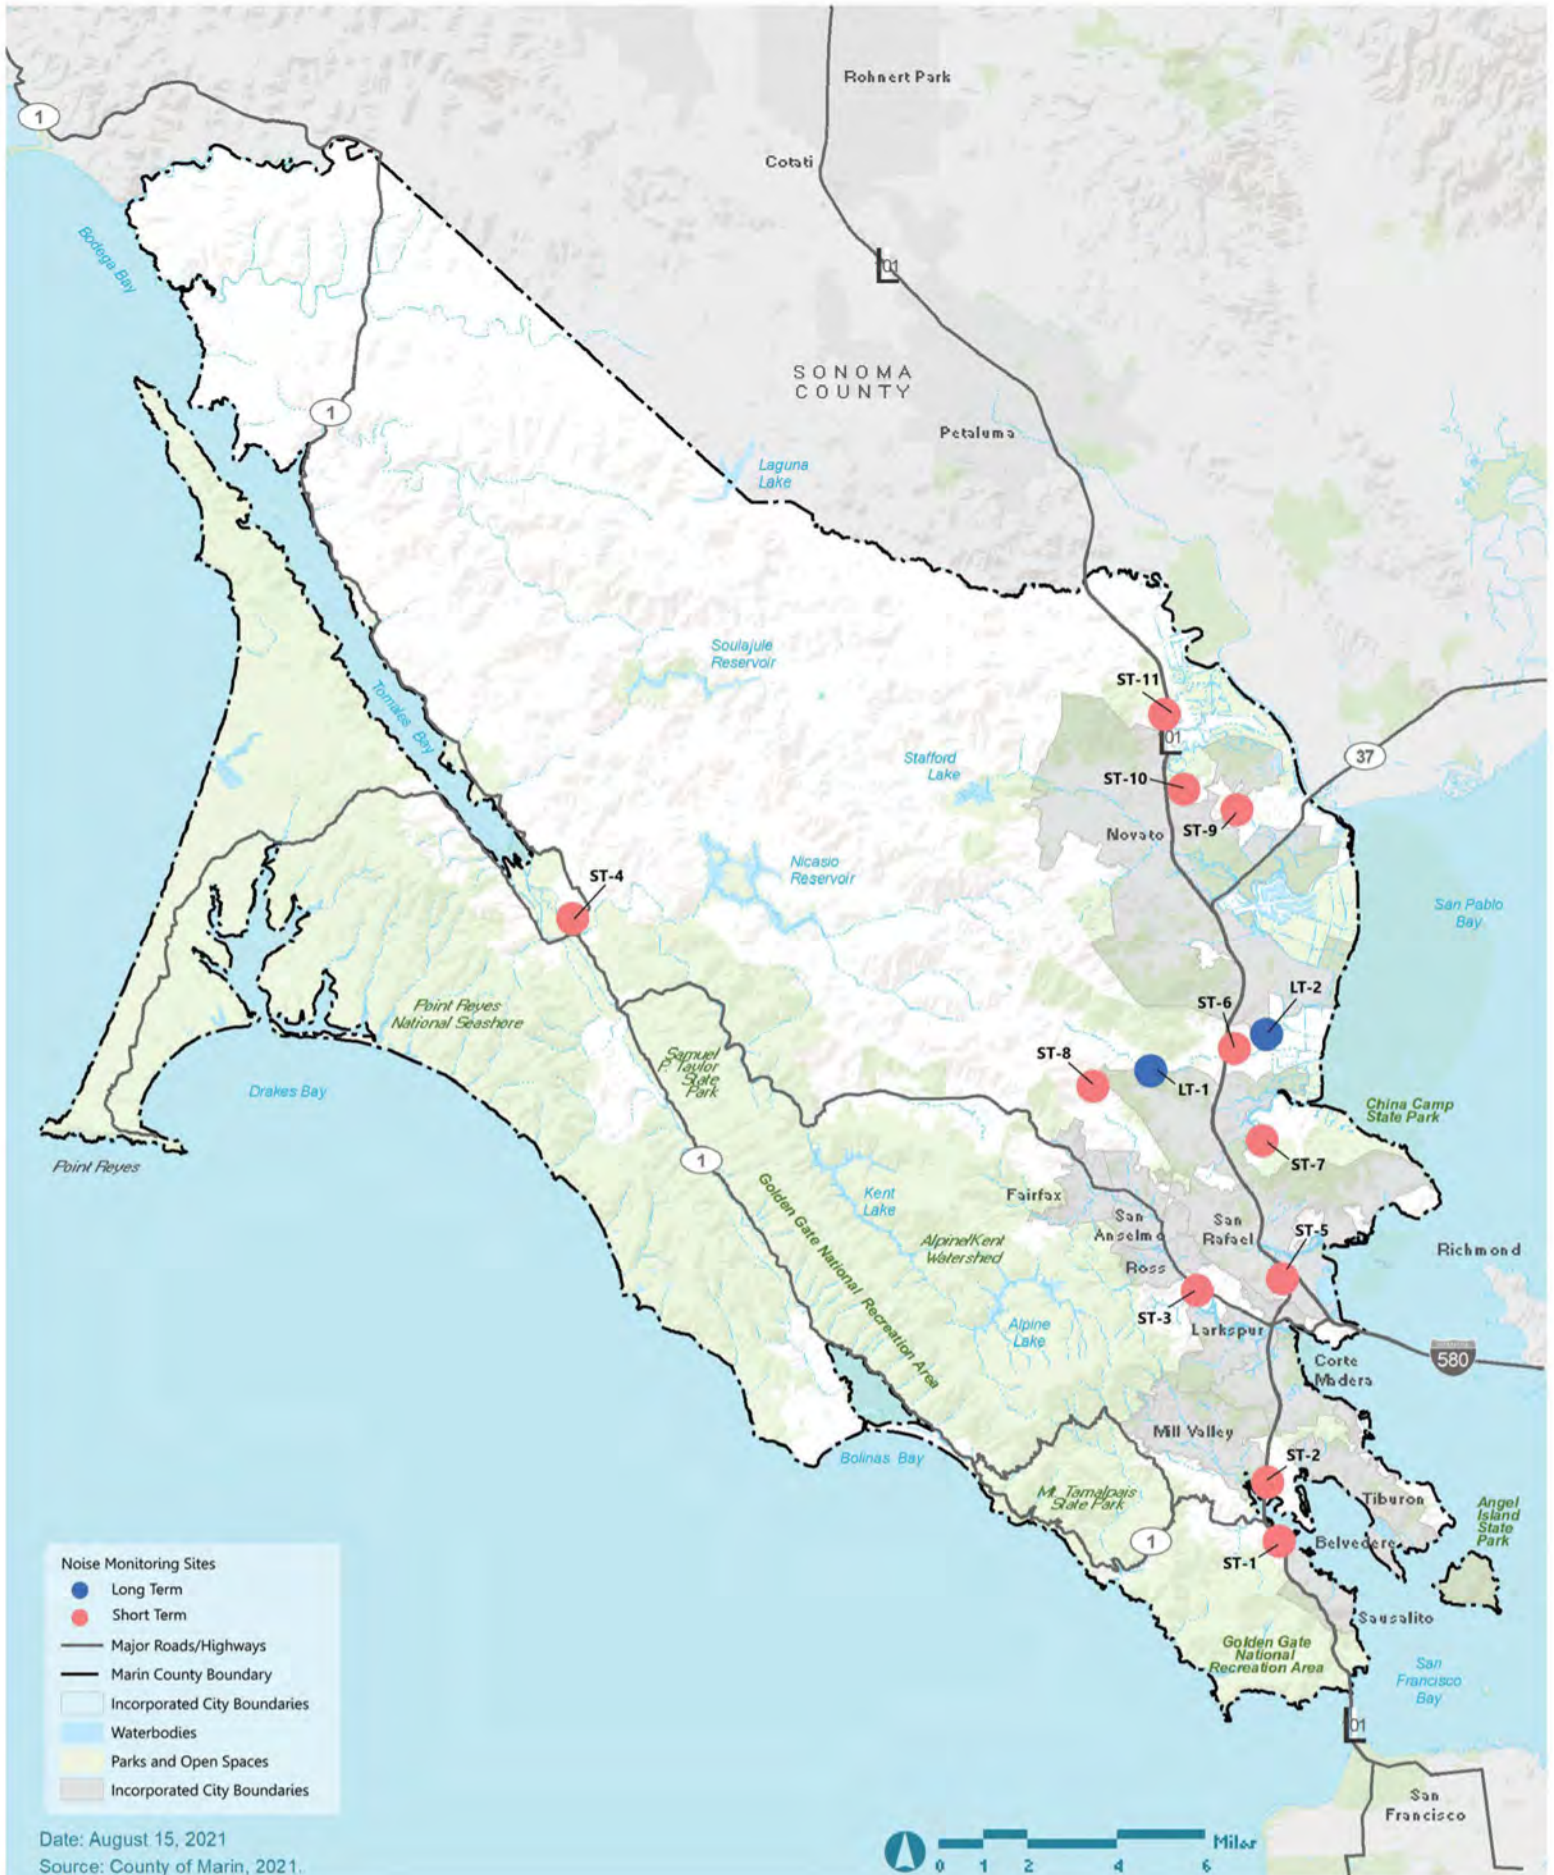 Rohnert Park
1
Cotati
Bodega Bay
01
SONOMA
COUNTY
1
Petaluma
Laguna
Lake
Soulajule
Reservoir
ST-11
Tomales Bay
01
37
Stafford
Lake
ST-10
Novato
ST-9
Nicasio
Reservoir
ST-4
San Pablo
Bay
LT-2
ST-6
Point Reyes
National Seashore
Samuel
P. Taylor
State
Park
ST-8
LT-1
Drakes Bay
China Camp
State Park
Point Reyes
1
ST-7
Golden Gate National Recreation Area
Kent
Lake
Fairfax
San
Anselmo
San
Rafael
ST-5
Alpine/Kent
Watershed
Richmond
Ross
ST-3
Larkspur
Alpine
Lake
580
Corte
Madera
Mill Valley
Bolinas Bay
ST-2
Mt. Tamalpais
State Park
Tiburon
Angel
Island
State
Park
1
Belvedere
ST-1
Sausalito
Golden Gate
National
Recreation Area
San
Francisco
Bay
01
San
Francisco
Noise Monitoring Sites
Long Term
Short Term
Major Roads/Highways
Marin County Boundary
Incorporated City Boundaries
Waterbodies
Parks and Open Spaces
Incorporated City Boundaries
Date: August 15, 2021
Source: County of Marin, 2021.
0 1 2 4 6
Miles